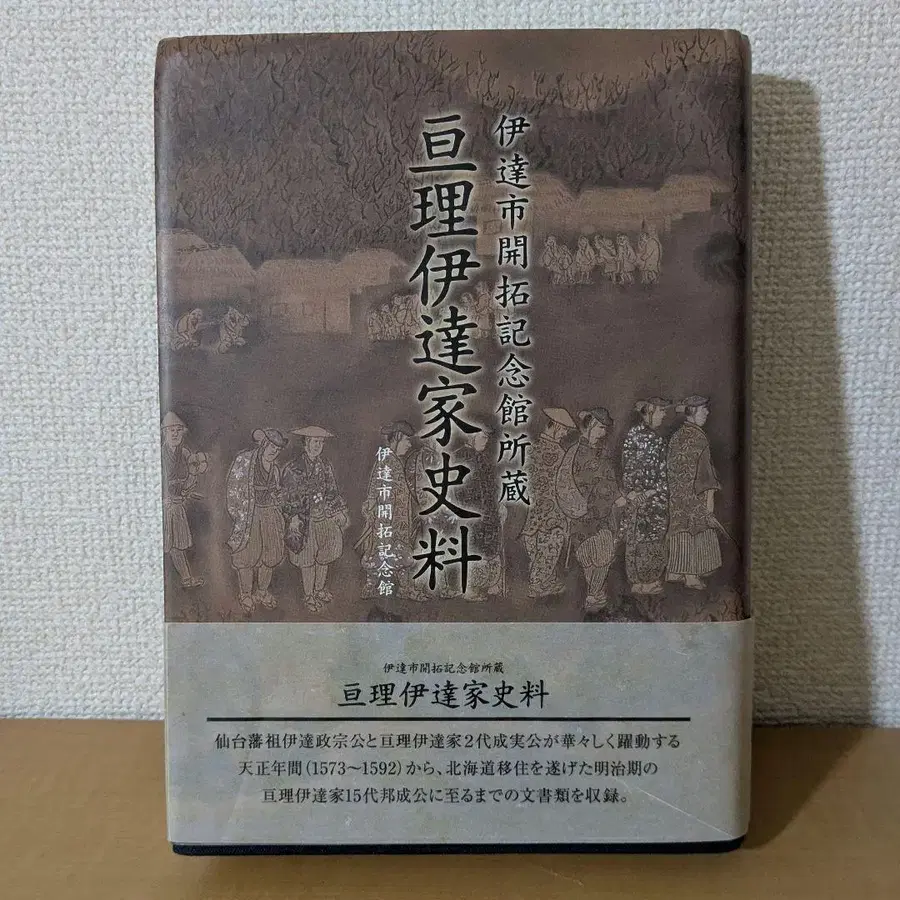 伊達市開拓記念館所蔵
亘理伊達家史料
伊達市開拓記念館
伊達市開拓記念館所蔵
亘理伊達家史料
仙台藩祖伊達政宗公と亘理伊達家2代成実公が華々しく躍動する
天正年間(1573〜1592)から、北海道移住を遂げた明治期の
亘理伊達家15代邦成公に至るまでの文書類を収録。